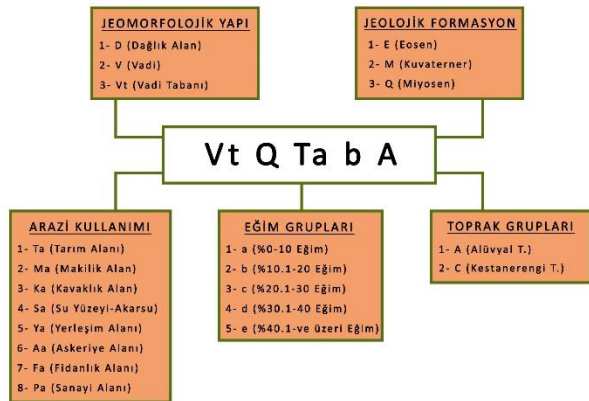 JEOMORFOLOJİK YAPI
1- D (Dağlık Alan)
2- V (Vadi)
3- Vt (Vadi Tabanı)
JEOLOJİK FORMASYON
1- E (Eosen)
2- M (Kuvaterner)
3- Q (Miyosen)
Vt Q Ta b A
ARAZİ KULLANIMI
1- Ta (Tarım Alanı)
2- Ma (Makilik Alan)
3- Ka (Kavaklık Alan)
4- Sa (Su Yüzeyi-Akarsu)
5- Ya (Yerleşim Alanı)
6- Aa (Askeriye Alanı)
7- Fa (Fidanlık Alanı)
8- Pa (Sanayi Alanı)
EĞİM GRUPLARI
1- a (%0-10 Eğim)
2- b (%10.1-20 Eğim)
3- c (%20.1-30 Eğim)
4- d (%30.1-40 Eğim)
5- e (%40.1-ve üzeri Eğim)
TOPRAK GRUPLARI
1- A (Alüvyal T.)
2- C (Kestanerengi T.)